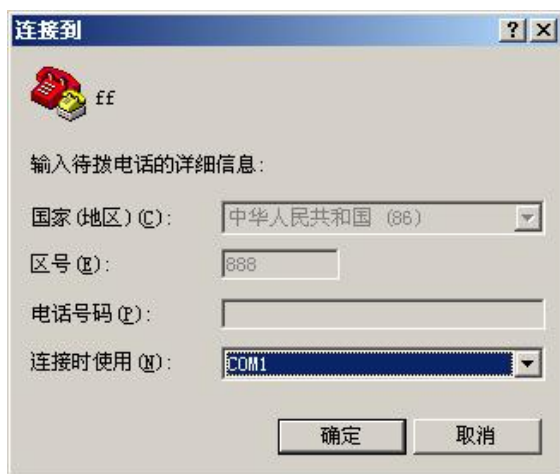 连接到
ff
输入待拨电话的详细信息:
国家(地区)(C): 中华人民共和国 (86)
区号(E): 888
电话号码(P):
连接时使用(N): COM1
确定 取消